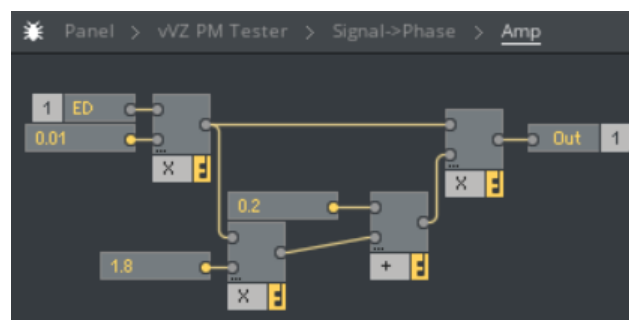 Panel > vVZ PM Tester > Signal->Phase > Amp
1 ED
0.01
X
X
Out 1
0.2
1.8
+
X